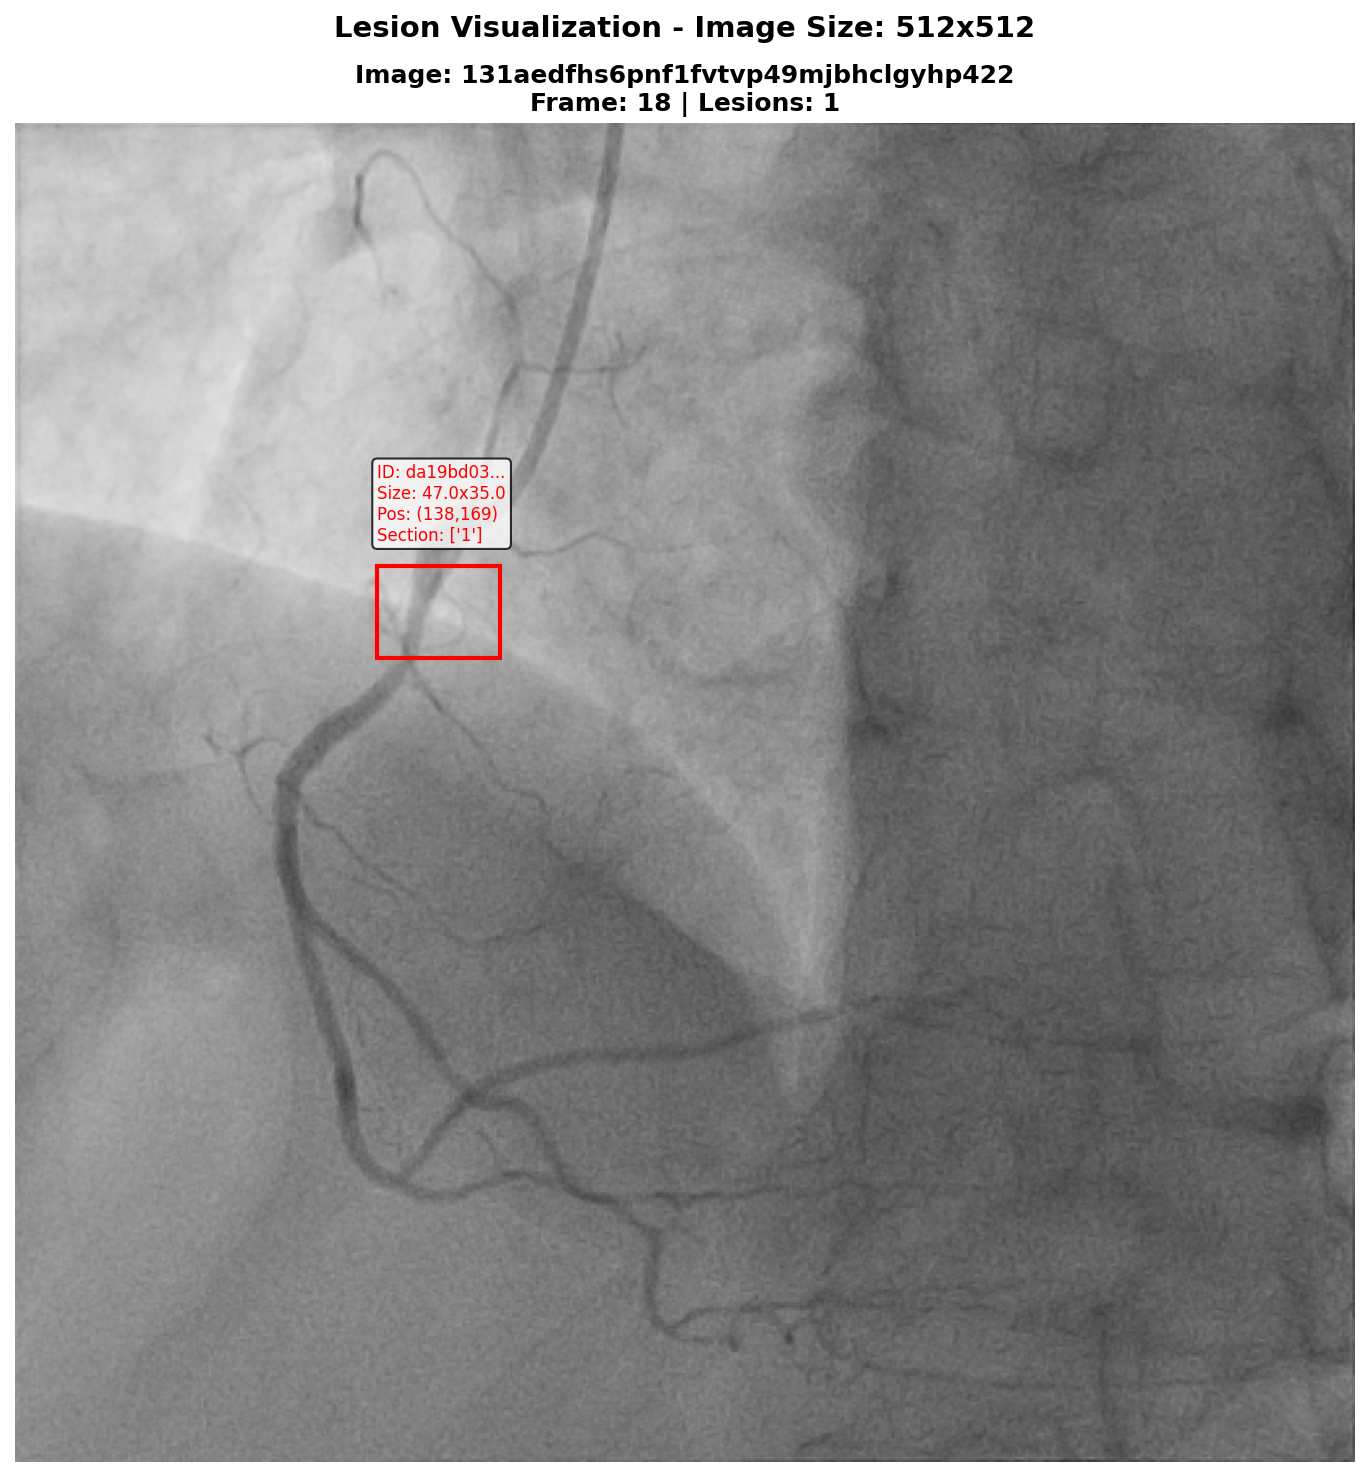 Lesion Visualization - Image Size: 512x512
Image: 131aedfhs6pnf1fvtvp49mjbhclgyhp422
Frame: 18 | Lesions: 1
ID: da19bd03...
Size: 47.0x35.0
Pos: (138,169)
Section: ['1']